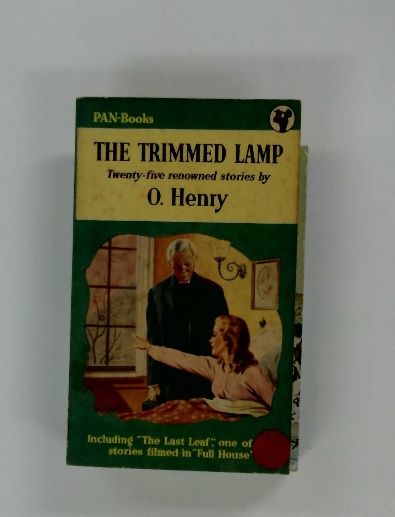 PAN-Books
THE TRIMMED LAMP
Twenty-five renowned stories by
O. Henry
Including "The Last Leaf", one of
stories filmed in "Full House"